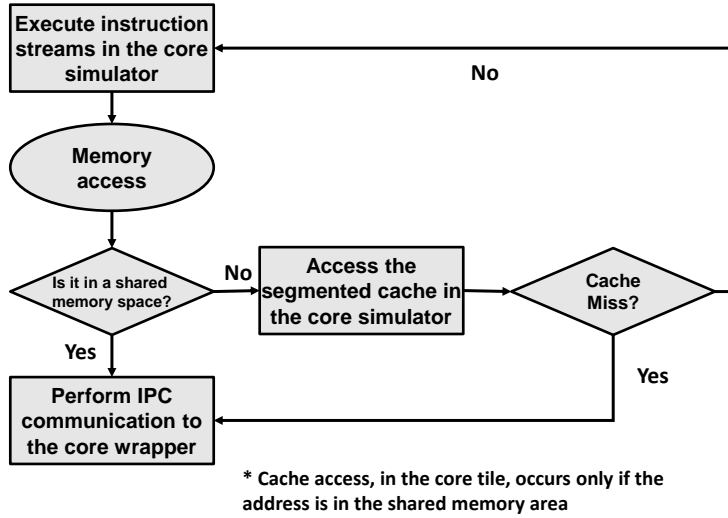 Execute instruction
streams in the core
simulator
No
Memory
access
Is it in a shared
memory space?
No
Access the
segmented cache in
the core simulator
Cache
Miss?
Yes
Yes
Perform IPC
communication to
the core wrapper
* Cache access, in the core tile, occurs only if the
address is in the shared memory area